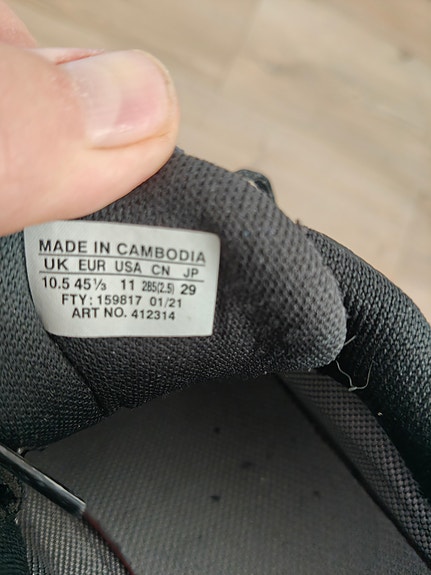 MADE IN CAMBODIA
UK EUR USA CN JP
10.5 45⅓ 11 285(2.5) 29
FTY: 159817 01/21
ART NO. 412314